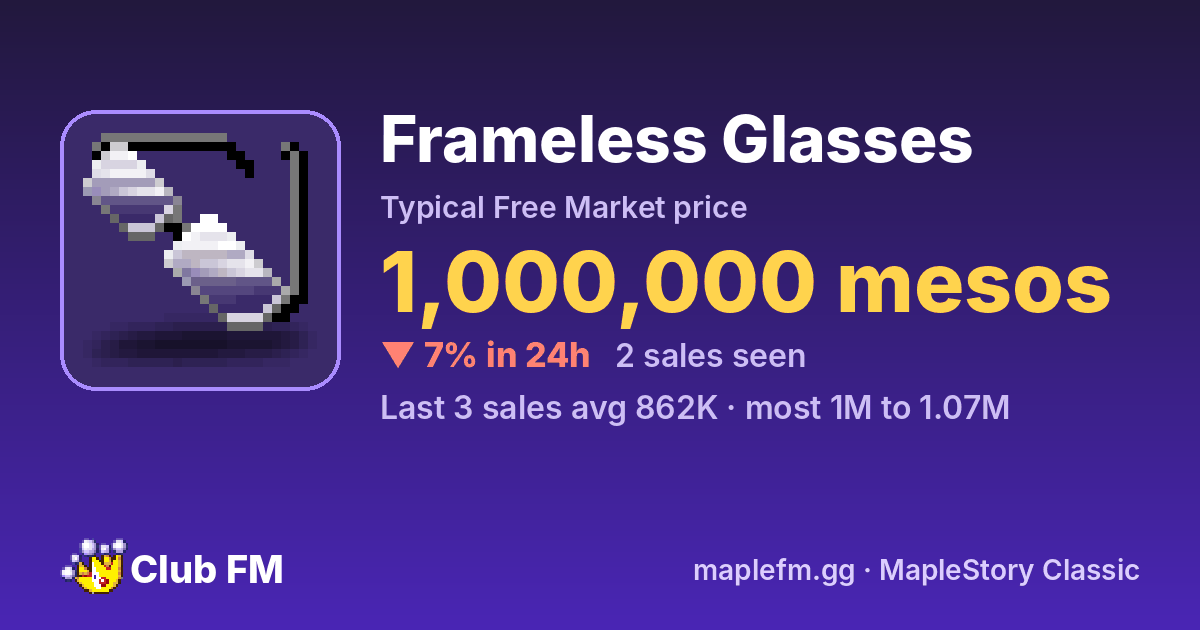 Frameless Glasses
Typical Free Market price
1,000,000 mesos
▼ 7% in 24h 2 sales seen
Last 3 sales avg 862K · most 1M to 1.07M
Club FM
maplefm.gg · MapleStory Classic